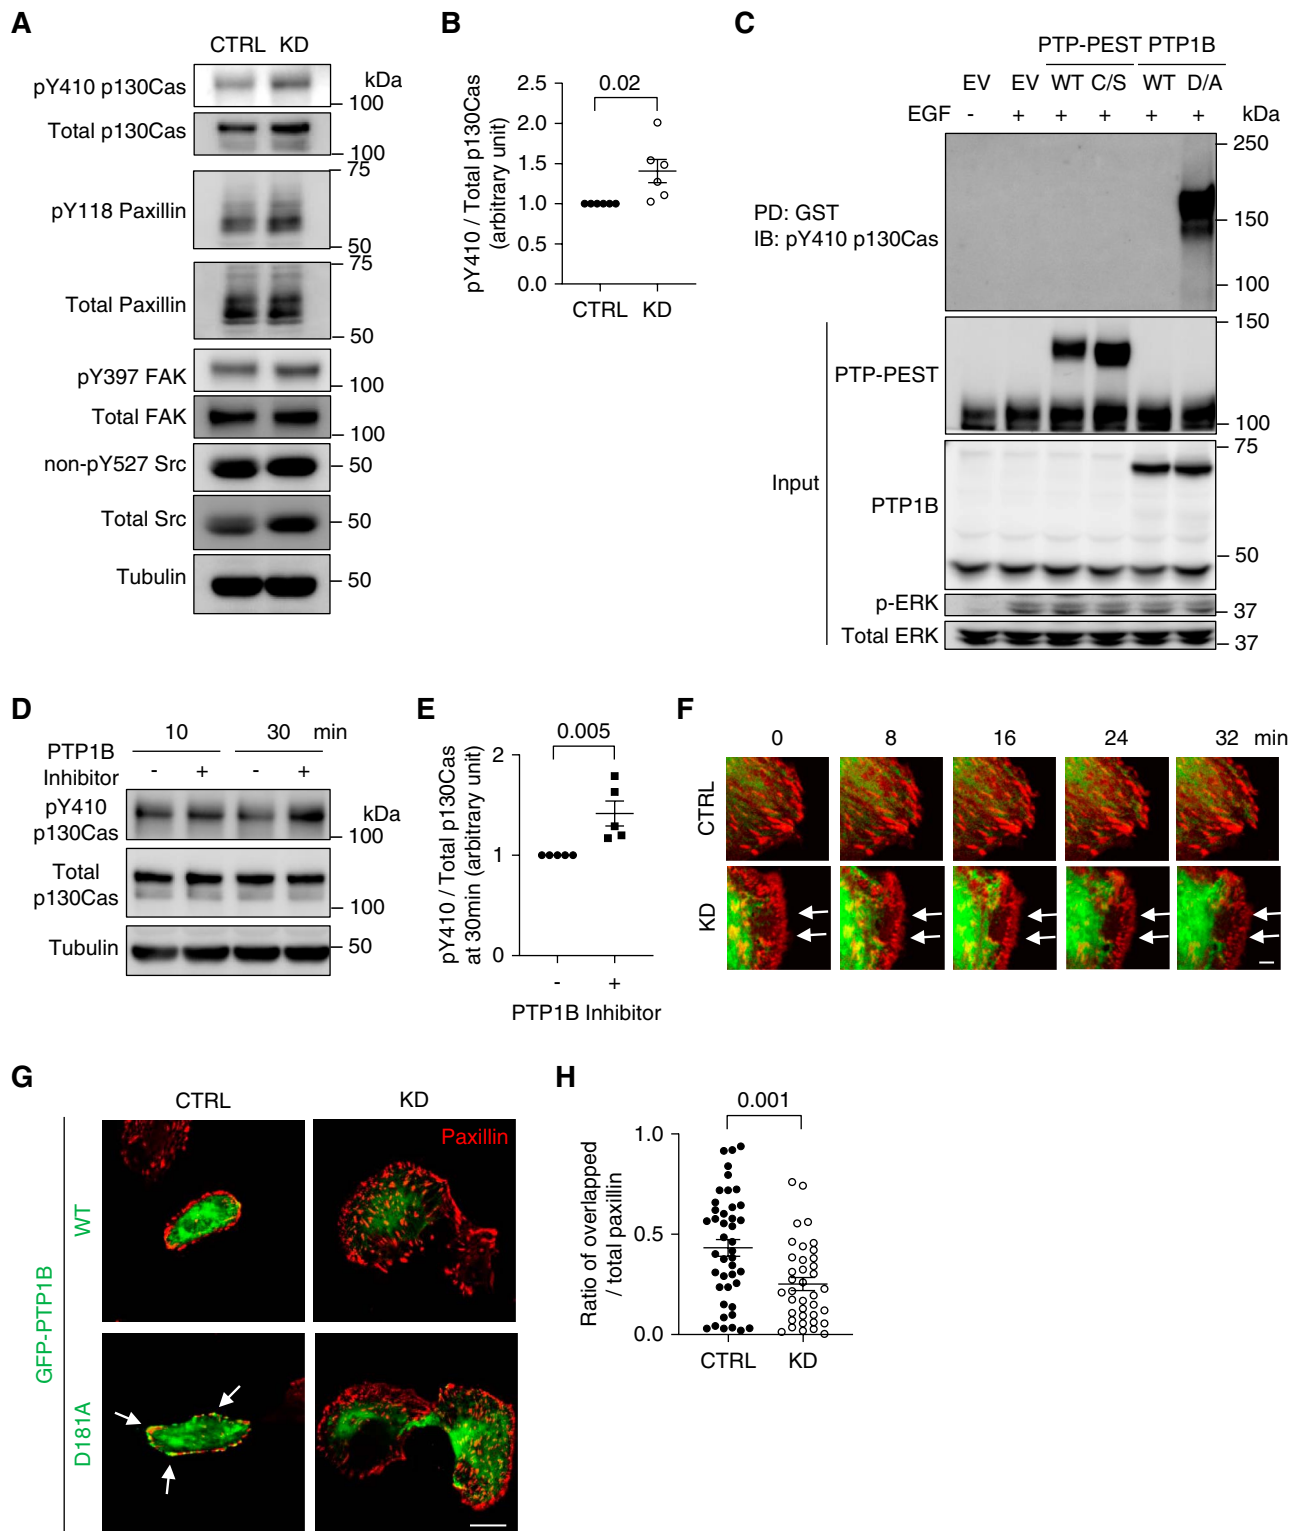 A
CTRL KD
kDa
pY410 p130Cas
100
Total p130Cas
100
75
pY118 Paxillin
50
75
Total Paxillin
50
pY397 FAK
100
Total FAK
100
non-pY527 Src
50
Total Src
50
Tubulin
50
B
0.02
2.5
2.0
1.5
1.0
0.5
0.0
pY410 / Total p130Cas
(arbitrary unit)
CTRL KD
C
PTP-PEST PTP1B
EV EV WT C/S WT D/A
EGF - + + + + + kDa
250
PD: GST
IB: pY410 p130Cas
150
100
150
PTP-PEST
100
75
Input
PTP1B
50
p-ERK
37
Total ERK
37
D
10 30 min
PTP1B
Inhibitor - + - +
pY410
p130Cas
kDa
100
Total
p130Cas
100
Tubulin
50
E
0.005
2
1
0
pY410 / Total p130Cas
at 30min (arbitrary unit)
- +
PTP1B Inhibitor
F
0 8 16 24 32 min
CTRL
KD
G
CTRL KD
Paxillin
WT
GFP-PTP1B
D181A
H
0.001
1.0
0.5
0.0
Ratio of overlapped
/ total paxillin
CTRL KD